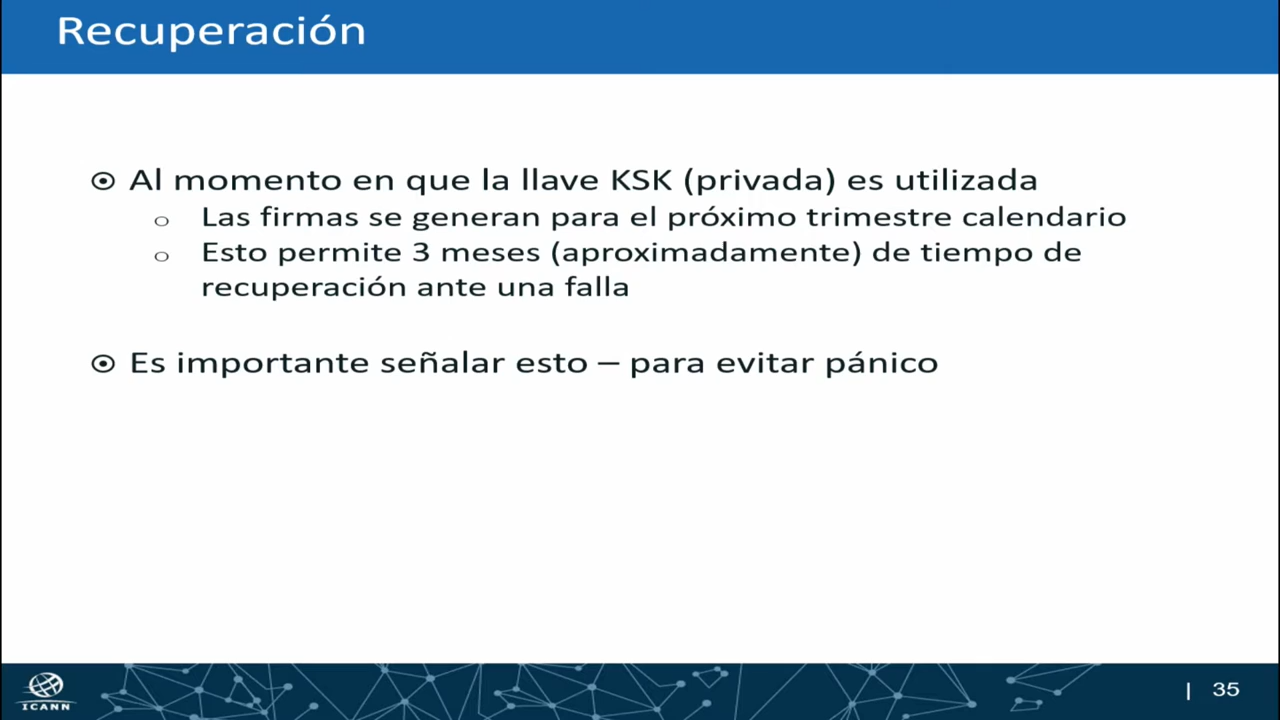 Recuperación
Al momento en que la llave KSK (privada) es utilizada
Las firmas se generan para el próximo trimestre calendario
Esto permite 3 meses (aproximadamente) de tiempo de
recuperación ante una falla
Es importante señalar esto – para evitar pánico
ICANN
| 35